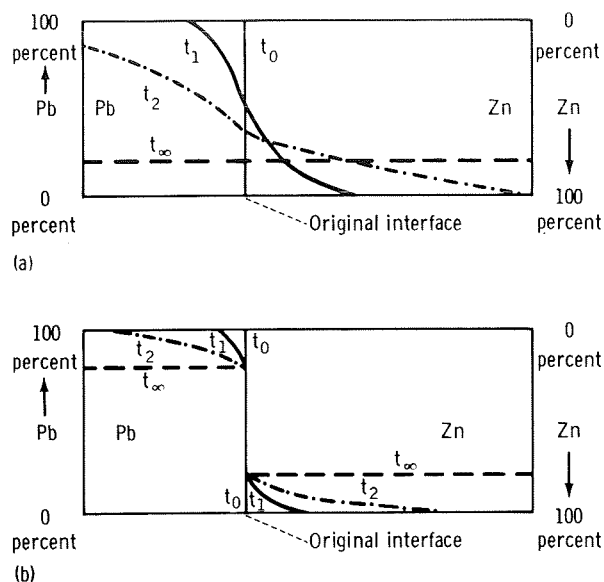 100
percent
Pb
0
percent
Pb
t₁
t₀
t₂
t∞
Zn
0
percent
Zn
100
percent
Original interface
(a)
100
percent
Pb
0
percent
t₂
t₁
t₀
t∞
Pb
Zn
t∞
t₀
t₁
t₂
0
percent
Zn
100
percent
Original interface
(b)